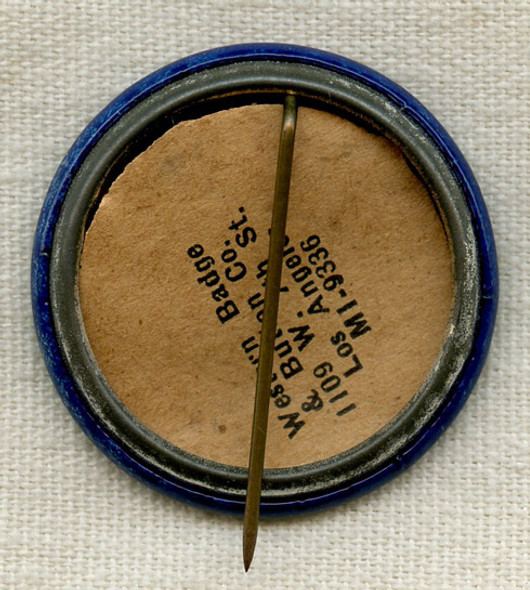 Western Badge
& Button Co.
1109 W. 7th St.
Los Angeles
MI-9336